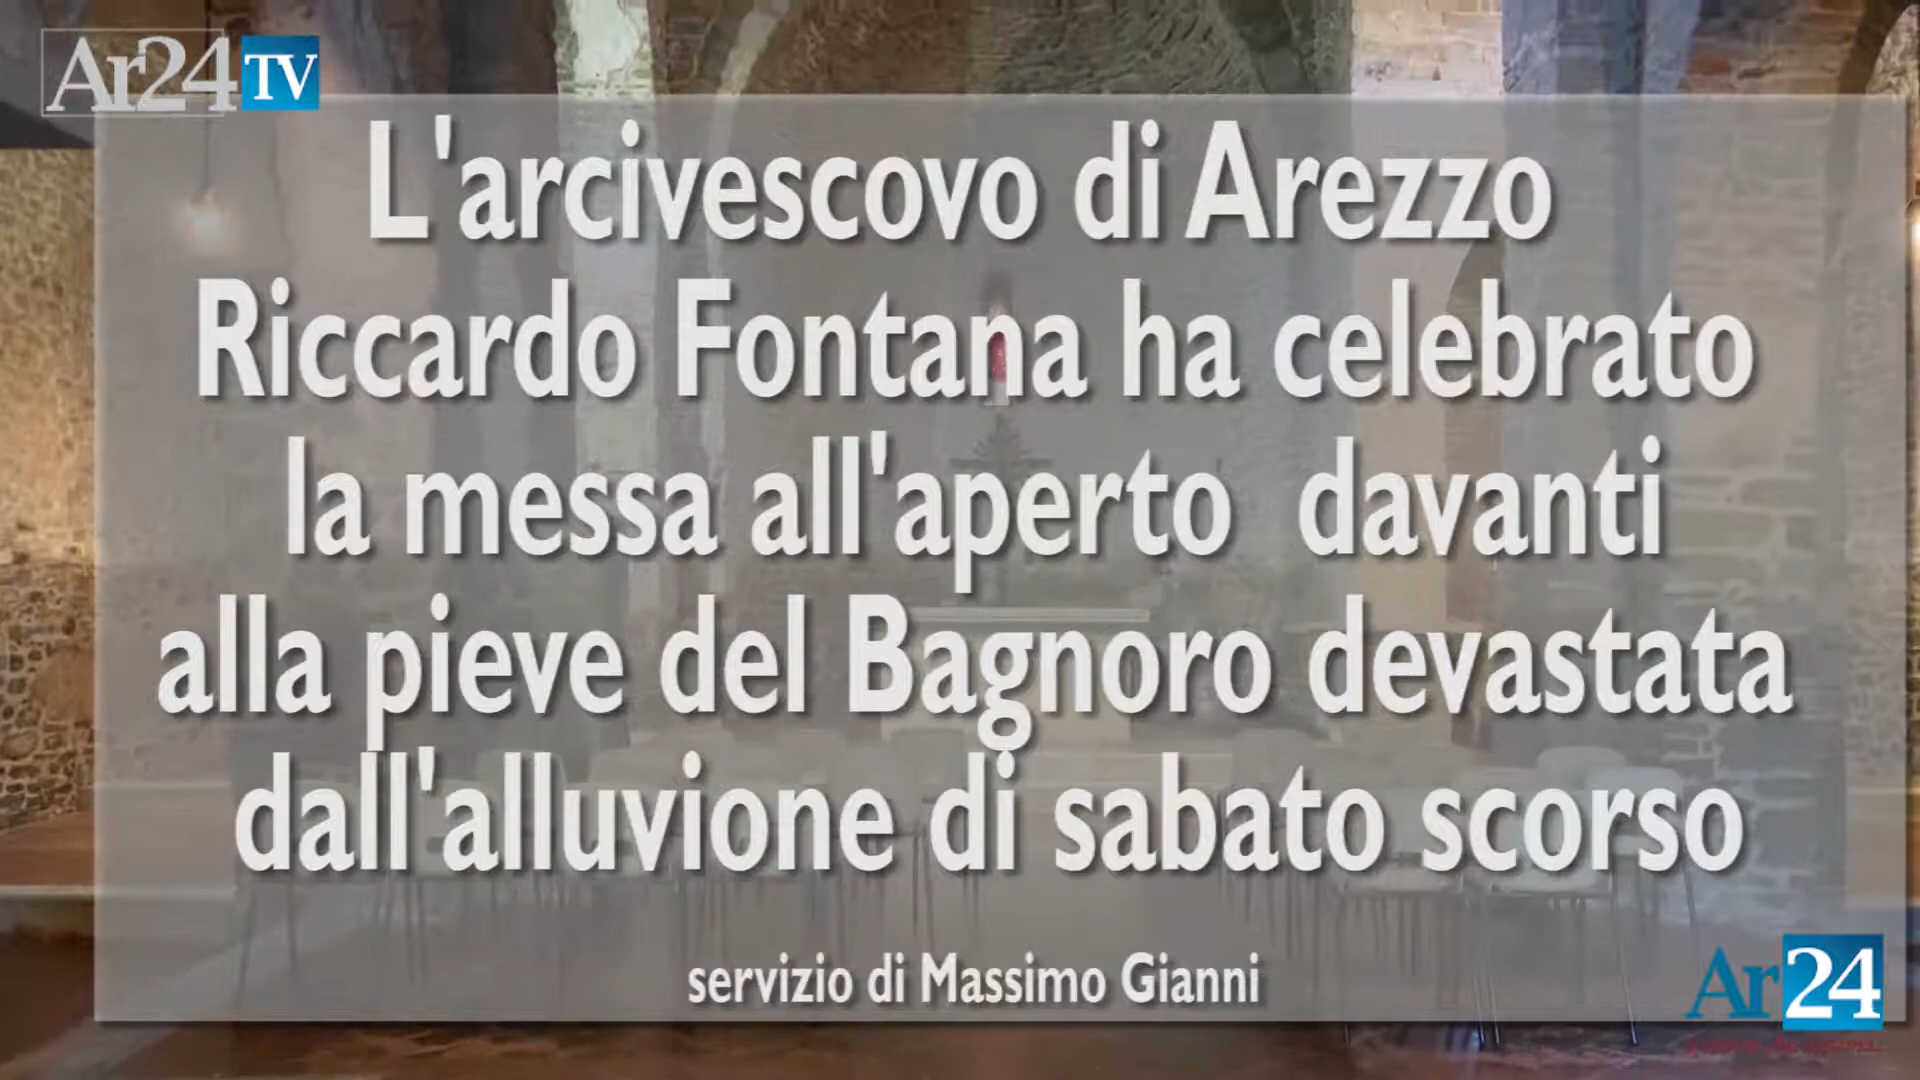 Ar24TV
L'arcivescovo di Arezzo
Riccardo Fontana ha celebrato
la messa all'aperto davanti
alla pieve del Bagnoro devastata
dall'alluvione di sabato scorso
servizio di Massimo Gianni
Ar24